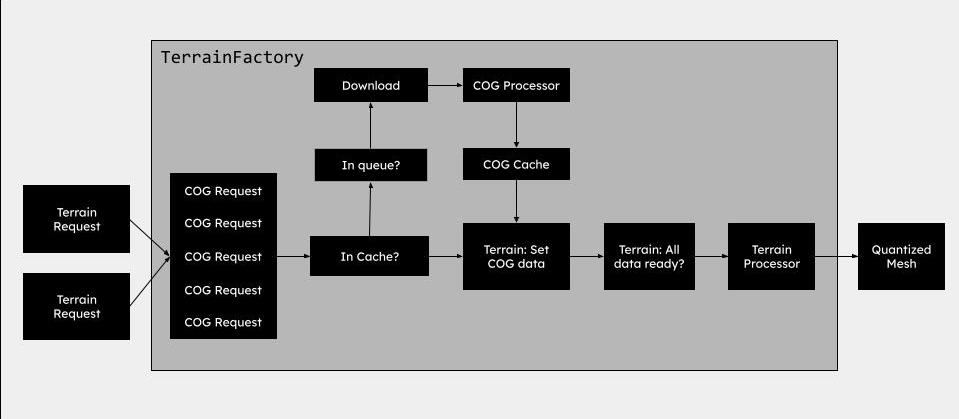 TerrainFactory
Download
COG Processor
In queue?
COG Cache
Terrain
Request
Terrain
Request
COG Request
COG Request
COG Request
COG Request
COG Request
In Cache?
Terrain: Set
COG data
Terrain: All
data ready?
Terrain
Processor
Quantized
Mesh